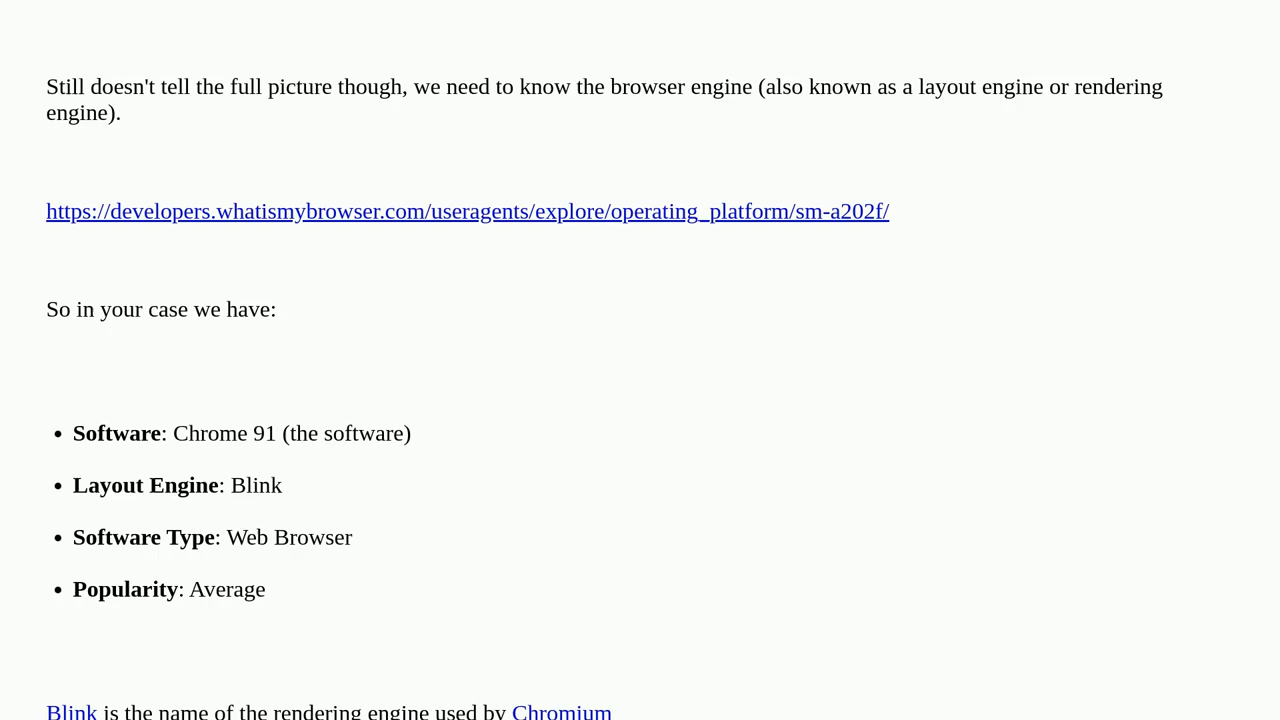 Still doesn't tell the full picture though, we need to know the browser engine (also known as a layout engine or rendering
engine).
https://developers.whatismybrowser.com/useragents/explore/operating_platform/sm-a202f/
So in your case we have:
• Software: Chrome 91 (the software)
• Layout Engine: Blink
• Software Type: Web Browser
• Popularity: Average
Blink is the name of the rendering engine used by Chromium